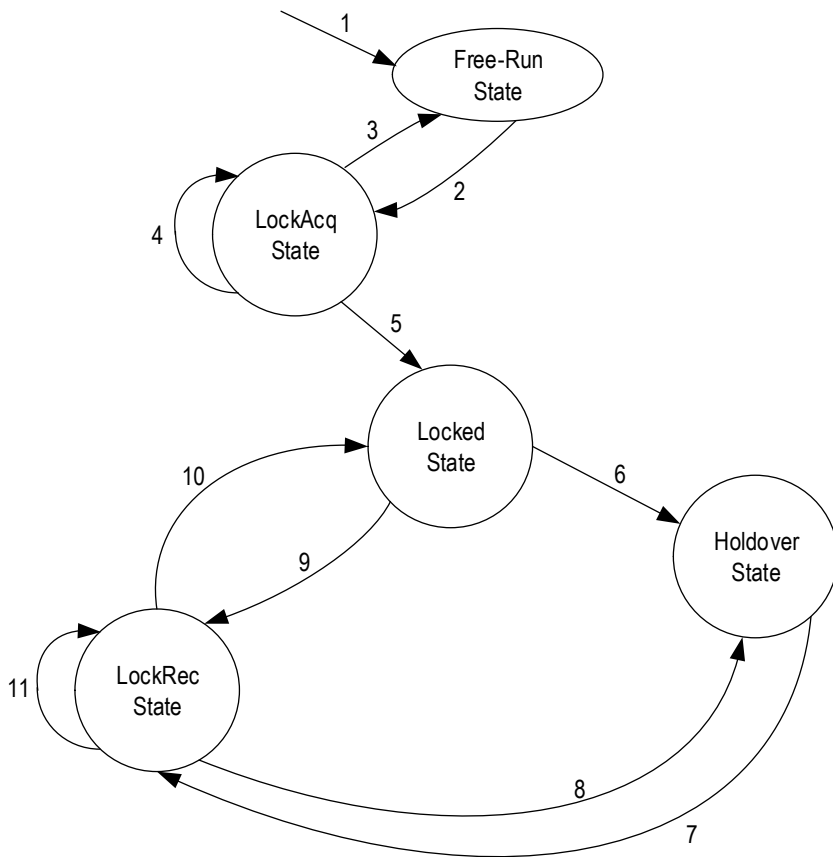 1
Free-Run
State
3
2
LockAcq
State
4
5
Locked
State
10
6
Holdover
State
9
LockRec
State
11
8
7